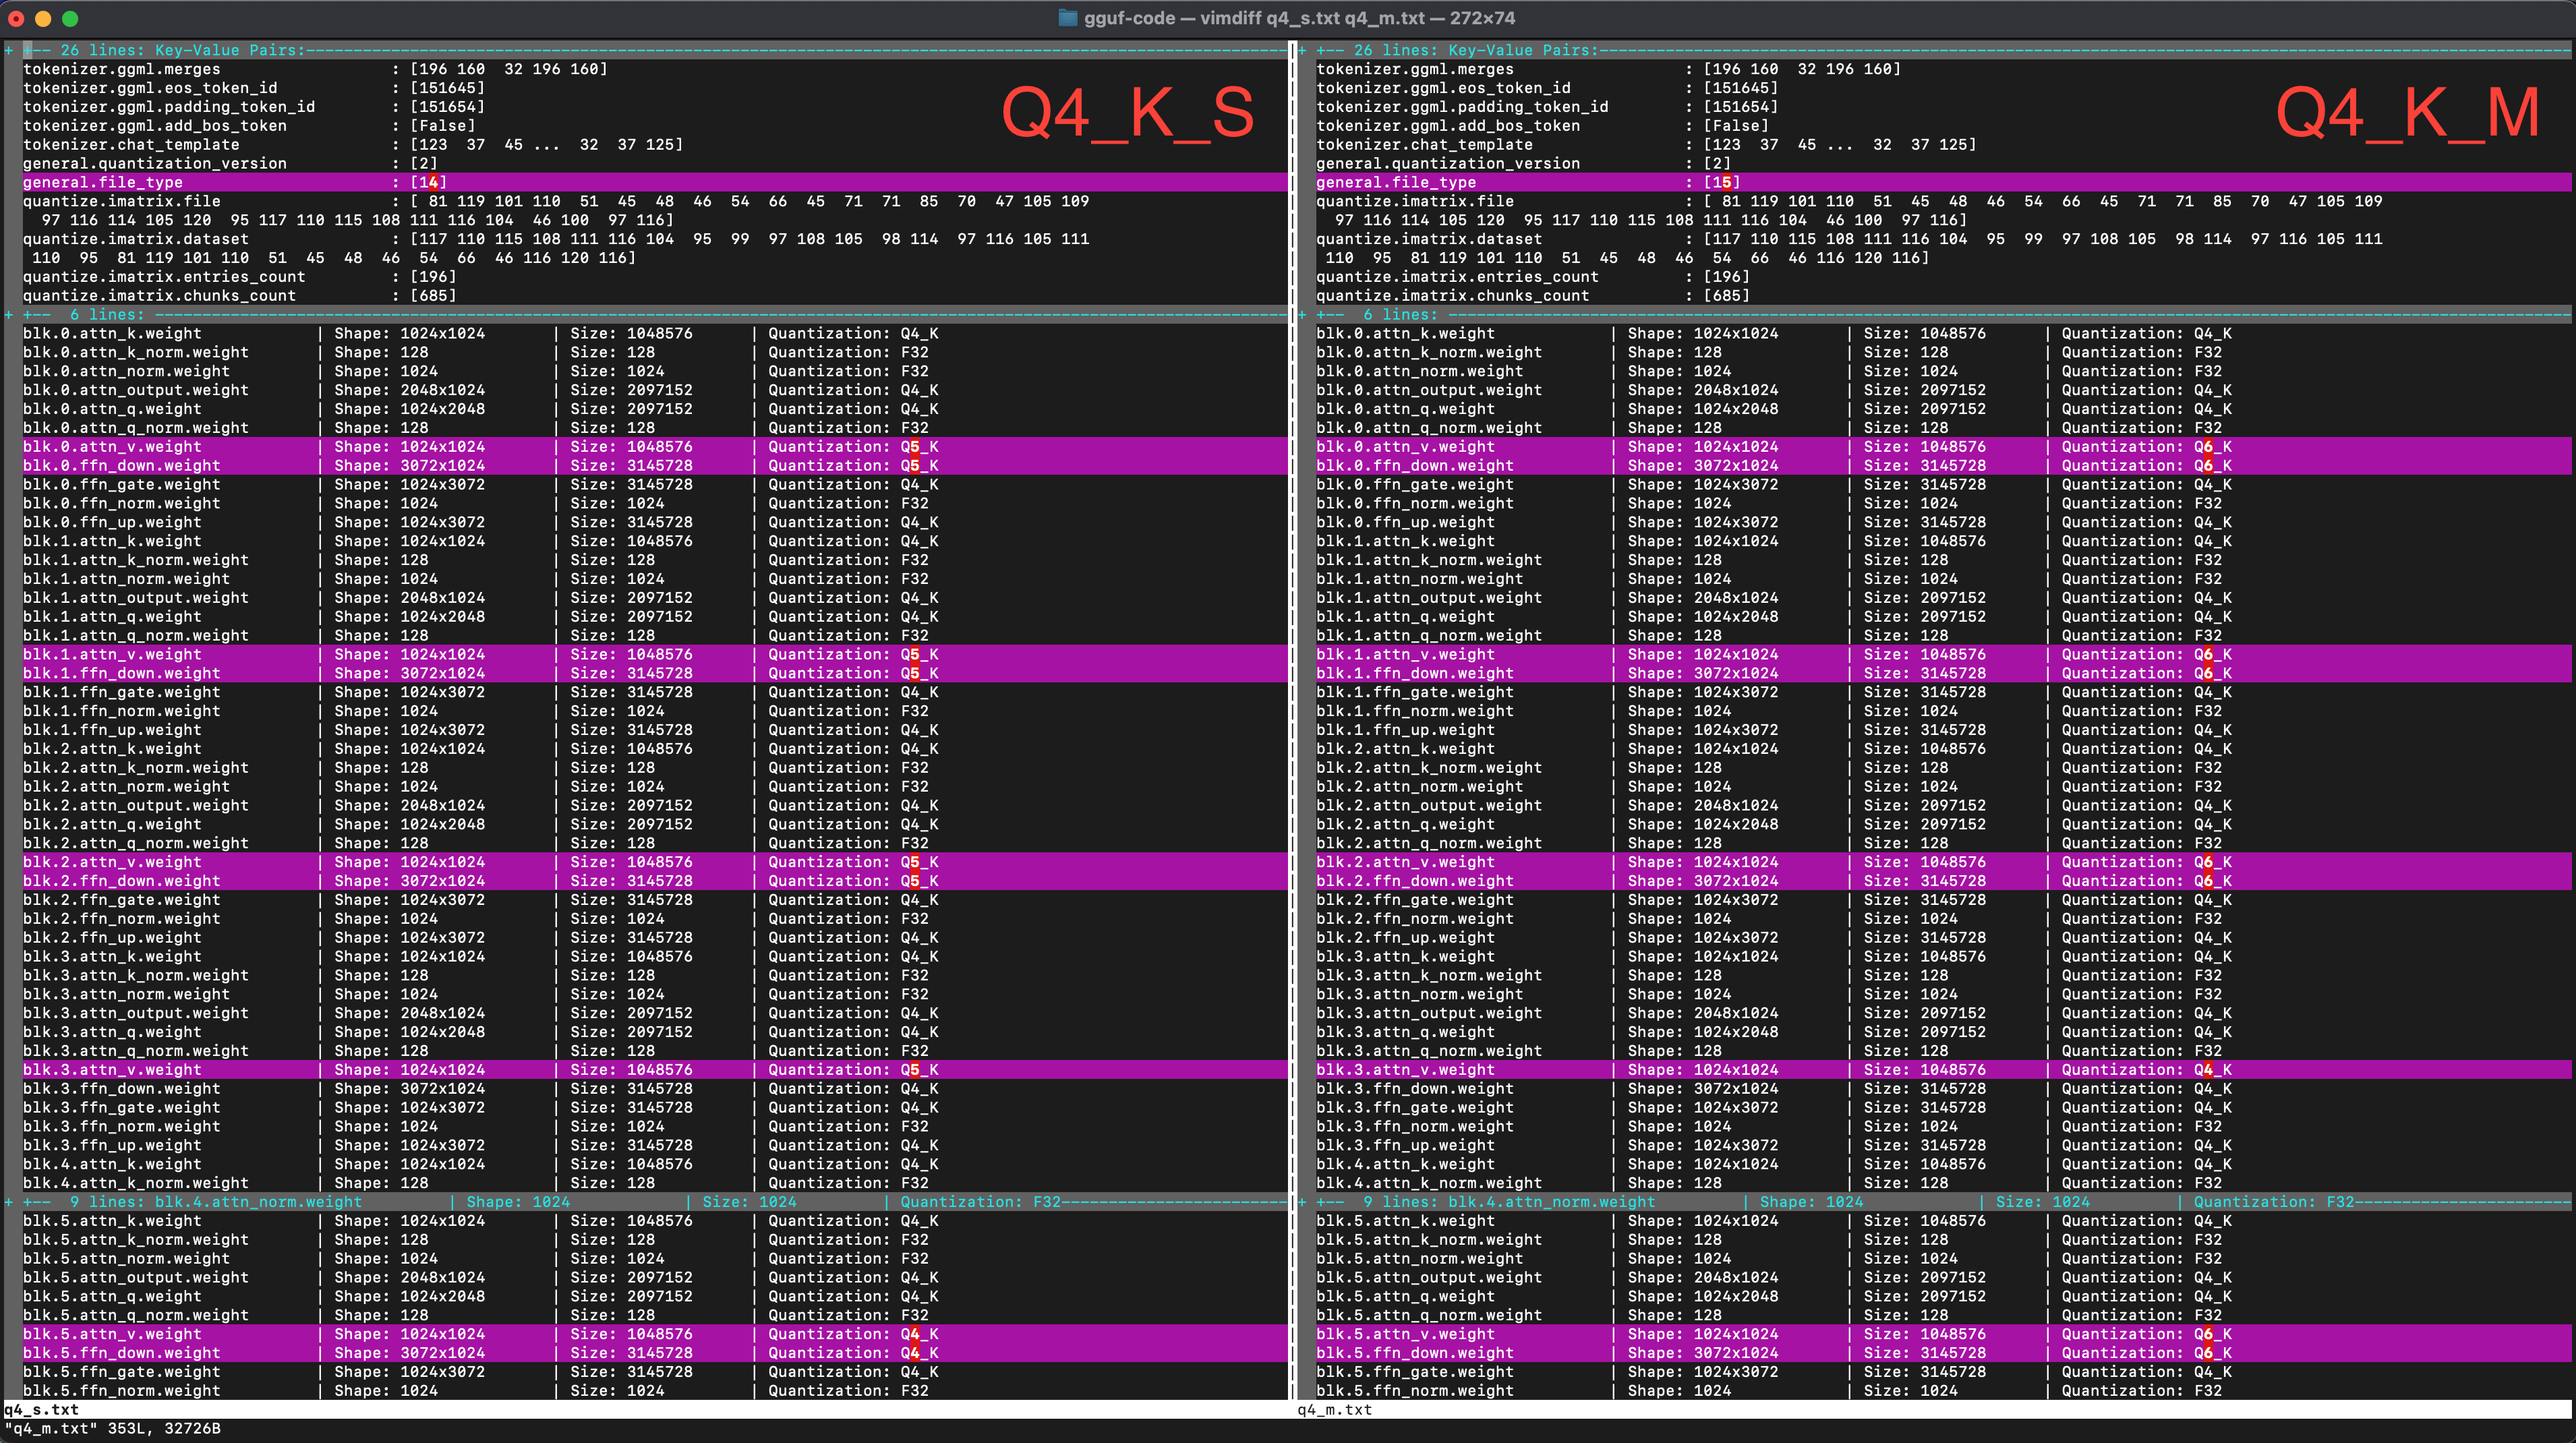 gguf-code — vimdiff q4_s.txt q4_m.txt — 272×74
+ +-- 26 lines: Key-Value Pairs:
tokenizer.ggml.merges : [196 160 32 196 160]
tokenizer.ggml.eos_token_id : [151645]
tokenizer.ggml.padding_token_id : [151654]
tokenizer.ggml.add_bos_token : [False]
tokenizer.chat_template : [123 37 45 ... 32 37 125]
general.quantization_version : [2]
general.file_type : [14]
quantize.imatrix.file : [ 81 119 101 110 51 45 48 46 54 66 45 71 71 85 70 47 105 109
97 116 114 105 120 95 117 110 115 108 111 116 104 46 100 97 116]
quantize.imatrix.dataset : [117 110 115 108 111 116 104 95 99 97 108 105 98 114 97 116 105 111
110 95 81 119 101 110 51 45 48 46 54 66 46 116 120 116]
quantize.imatrix.entries_count : [196]
quantize.imatrix.chunks_count : [685]
Q4_K_S
+ +-- 6 lines:
blk.0.attn_k.weight | Shape: 1024x1024 | Size: 1048576 | Quantization: Q4_K
blk.0.attn_k_norm.weight | Shape: 128 | Size: 128 | Quantization: F32
blk.0.attn_norm.weight | Shape: 1024 | Size: 1024 | Quantization: F32
blk.0.attn_output.weight | Shape: 2048x1024 | Size: 2097152 | Quantization: Q4_K
blk.0.attn_q.weight | Shape: 1024x2048 | Size: 2097152 | Quantization: Q4_K
blk.0.attn_q_norm.weight | Shape: 128 | Size: 128 | Quantization: F32
blk.0.attn_v.weight | Shape: 1024x1024 | Size: 1048576 | Quantization: Q5_K
blk.0.ffn_down.weight | Shape: 3072x1024 | Size: 3145728 | Quantization: Q5_K
blk.0.ffn_gate.weight | Shape: 1024x3072 | Size: 3145728 | Quantization: Q4_K
blk.0.ffn_norm.weight | Shape: 1024 | Size: 1024 | Quantization: F32
blk.0.ffn_up.weight | Shape: 1024x3072 | Size: 3145728 | Quantization: Q4_K
blk.1.attn_k.weight | Shape: 1024x1024 | Size: 1048576 | Quantization: Q4_K
blk.1.attn_k_norm.weight | Shape: 128 | Size: 128 | Quantization: F32
blk.1.attn_norm.weight | Shape: 1024 | Size: 1024 | Quantization: F32
blk.1.attn_output.weight | Shape: 2048x1024 | Size: 2097152 | Quantization: Q4_K
blk.1.attn_q.weight | Shape: 1024x2048 | Size: 2097152 | Quantization: Q4_K
blk.1.attn_q_norm.weight | Shape: 128 | Size: 128 | Quantization: F32
blk.1.attn_v.weight | Shape: 1024x1024 | Size: 1048576 | Quantization: Q5_K
blk.1.ffn_down.weight | Shape: 3072x1024 | Size: 3145728 | Quantization: Q5_K
blk.1.ffn_gate.weight | Shape: 1024x3072 | Size: 3145728 | Quantization: Q4_K
blk.1.ffn_norm.weight | Shape: 1024 | Size: 1024 | Quantization: F32
blk.1.ffn_up.weight | Shape: 1024x3072 | Size: 3145728 | Quantization: Q4_K
blk.2.attn_k.weight | Shape: 1024x1024 | Size: 1048576 | Quantization: Q4_K
blk.2.attn_k_norm.weight | Shape: 128 | Size: 128 | Quantization: F32
blk.2.attn_norm.weight | Shape: 1024 | Size: 1024 | Quantization: F32
blk.2.attn_output.weight | Shape: 2048x1024 | Size: 2097152 | Quantization: Q4_K
blk.2.attn_q.weight | Shape: 1024x2048 | Size: 2097152 | Quantization: Q4_K
blk.2.attn_q_norm.weight | Shape: 128 | Size: 128 | Quantization: F32
blk.2.attn_v.weight | Shape: 1024x1024 | Size: 1048576 | Quantization: Q5_K
blk.2.ffn_down.weight | Shape: 3072x1024 | Size: 3145728 | Quantization: Q5_K
blk.2.ffn_gate.weight | Shape: 1024x3072 | Size: 3145728 | Quantization: Q4_K
blk.2.ffn_norm.weight | Shape: 1024 | Size: 1024 | Quantization: F32
blk.2.ffn_up.weight | Shape: 1024x3072 | Size: 3145728 | Quantization: Q4_K
blk.3.attn_k.weight | Shape: 1024x1024 | Size: 1048576 | Quantization: Q4_K
blk.3.attn_k_norm.weight | Shape: 128 | Size: 128 | Quantization: F32
blk.3.attn_norm.weight | Shape: 1024 | Size: 1024 | Quantization: F32
blk.3.attn_output.weight | Shape: 2048x1024 | Size: 2097152 | Quantization: Q4_K
blk.3.attn_q.weight | Shape: 1024x2048 | Size: 2097152 | Quantization: Q4_K
blk.3.attn_q_norm.weight | Shape: 128 | Size: 128 | Quantization: F32
blk.3.attn_v.weight | Shape: 1024x1024 | Size: 1048576 | Quantization: Q5_K
blk.3.ffn_down.weight | Shape: 3072x1024 | Size: 3145728 | Quantization: Q4_K
blk.3.ffn_gate.weight | Shape: 1024x3072 | Size: 3145728 | Quantization: Q4_K
blk.3.ffn_norm.weight | Shape: 1024 | Size: 1024 | Quantization: F32
blk.3.ffn_up.weight | Shape: 1024x3072 | Size: 3145728 | Quantization: Q4_K
blk.4.attn_k.weight | Shape: 1024x1024 | Size: 1048576 | Quantization: Q4_K
blk.4.attn_k_norm.weight | Shape: 128 | Size: 128 | Quantization: F32
+ +-- 9 lines: blk.4.attn_norm.weight | Shape: 1024 | Size: 1024 | Quantization: F32
blk.5.attn_k.weight | Shape: 1024x1024 | Size: 1048576 | Quantization: Q4_K
blk.5.attn_k_norm.weight | Shape: 128 | Size: 128 | Quantization: F32
blk.5.attn_norm.weight | Shape: 1024 | Size: 1024 | Quantization: F32
blk.5.attn_output.weight | Shape: 2048x1024 | Size: 2097152 | Quantization: Q4_K
blk.5.attn_q.weight | Shape: 1024x2048 | Size: 2097152 | Quantization: Q4_K
blk.5.attn_q_norm.weight | Shape: 128 | Size: 128 | Quantization: F32
blk.5.attn_v.weight | Shape: 1024x1024 | Size: 1048576 | Quantization: Q4_K
blk.5.ffn_down.weight | Shape: 3072x1024 | Size: 3145728 | Quantization: Q4_K
blk.5.ffn_gate.weight | Shape: 1024x3072 | Size: 3145728 | Quantization: Q4_K
blk.5.ffn_norm.weight | Shape: 1024 | Size: 1024 | Quantization: F32
q4_s.txt
"q4_m.txt" 353L, 32726B
+ +-- 26 lines: Key-Value Pairs:
tokenizer.ggml.merges : [196 160 32 196 160]
tokenizer.ggml.eos_token_id : [151645]
tokenizer.ggml.padding_token_id : [151654]
tokenizer.ggml.add_bos_token : [False]
tokenizer.chat_template : [123 37 45 ... 32 37 125]
general.quantization_version : [2]
general.file_type : [15]
quantize.imatrix.file : [ 81 119 101 110 51 45 48 46 54 66 45 71 71 85 70 47 105 109
97 116 114 105 120 95 117 110 115 108 111 116 104 46 100 97 116]
quantize.imatrix.dataset : [117 110 115 108 111 116 104 95 99 97 108 105 98 114 97 116 105 111
110 95 81 119 101 110 51 45 48 46 54 66 46 116 120 116]
quantize.imatrix.entries_count : [196]
quantize.imatrix.chunks_count : [685]
Q4_K_M
+ +-- 6 lines:
blk.0.attn_k.weight | Shape: 1024x1024 | Size: 1048576 | Quantization: Q4_K
blk.0.attn_k_norm.weight | Shape: 128 | Size: 128 | Quantization: F32
blk.0.attn_norm.weight | Shape: 1024 | Size: 1024 | Quantization: F32
blk.0.attn_output.weight | Shape: 2048x1024 | Size: 2097152 | Quantization: Q4_K
blk.0.attn_q.weight | Shape: 1024x2048 | Size: 2097152 | Quantization: Q4_K
blk.0.attn_q_norm.weight | Shape: 128 | Size: 128 | Quantization: F32
blk.0.attn_v.weight | Shape: 1024x1024 | Size: 1048576 | Quantization: Q6_K
blk.0.ffn_down.weight | Shape: 3072x1024 | Size: 3145728 | Quantization: Q6_K
blk.0.ffn_gate.weight | Shape: 1024x3072 | Size: 3145728 | Quantization: Q4_K
blk.0.ffn_norm.weight | Shape: 1024 | Size: 1024 | Quantization: F32
blk.0.ffn_up.weight | Shape: 1024x3072 | Size: 3145728 | Quantization: Q4_K
blk.1.attn_k.weight | Shape: 1024x1024 | Size: 1048576 | Quantization: Q4_K
blk.1.attn_k_norm.weight | Shape: 128 | Size: 128 | Quantization: F32
blk.1.attn_norm.weight | Shape: 1024 | Size: 1024 | Quantization: F32
blk.1.attn_output.weight | Shape: 2048x1024 | Size: 2097152 | Quantization: Q4_K
blk.1.attn_q.weight | Shape: 1024x2048 | Size: 2097152 | Quantization: Q4_K
blk.1.attn_q_norm.weight | Shape: 128 | Size: 128 | Quantization: F32
blk.1.attn_v.weight | Shape: 1024x1024 | Size: 1048576 | Quantization: Q6_K
blk.1.ffn_down.weight | Shape: 3072x1024 | Size: 3145728 | Quantization: Q6_K
blk.1.ffn_gate.weight | Shape: 1024x3072 | Size: 3145728 | Quantization: Q4_K
blk.1.ffn_norm.weight | Shape: 1024 | Size: 1024 | Quantization: F32
blk.1.ffn_up.weight | Shape: 1024x3072 | Size: 3145728 | Quantization: Q4_K
blk.2.attn_k.weight | Shape: 1024x1024 | Size: 1048576 | Quantization: Q4_K
blk.2.attn_k_norm.weight | Shape: 128 | Size: 128 | Quantization: F32
blk.2.attn_norm.weight | Shape: 1024 | Size: 1024 | Quantization: F32
blk.2.attn_output.weight | Shape: 2048x1024 | Size: 2097152 | Quantization: Q4_K
blk.2.attn_q.weight | Shape: 1024x2048 | Size: 2097152 | Quantization: Q4_K
blk.2.attn_q_norm.weight | Shape: 128 | Size: 128 | Quantization: F32
blk.2.attn_v.weight | Shape: 1024x1024 | Size: 1048576 | Quantization: Q6_K
blk.2.ffn_down.weight | Shape: 3072x1024 | Size: 3145728 | Quantization: Q6_K
blk.2.ffn_gate.weight | Shape: 1024x3072 | Size: 3145728 | Quantization: Q4_K
blk.2.ffn_norm.weight | Shape: 1024 | Size: 1024 | Quantization: F32
blk.2.ffn_up.weight | Shape: 1024x3072 | Size: 3145728 | Quantization: Q4_K
blk.3.attn_k.weight | Shape: 1024x1024 | Size: 1048576 | Quantization: Q4_K
blk.3.attn_k_norm.weight | Shape: 128 | Size: 128 | Quantization: F32
blk.3.attn_norm.weight | Shape: 1024 | Size: 1024 | Quantization: F32
blk.3.attn_output.weight | Shape: 2048x1024 | Size: 2097152 | Quantization: Q4_K
blk.3.attn_q.weight | Shape: 1024x2048 | Size: 2097152 | Quantization: Q4_K
blk.3.attn_q_norm.weight | Shape: 128 | Size: 128 | Quantization: F32
blk.3.attn_v.weight | Shape: 1024x1024 | Size: 1048576 | Quantization: Q4_K
blk.3.ffn_down.weight | Shape: 3072x1024 | Size: 3145728 | Quantization: Q4_K
blk.3.ffn_gate.weight | Shape: 1024x3072 | Size: 3145728 | Quantization: Q4_K
blk.3.ffn_norm.weight | Shape: 1024 | Size: 1024 | Quantization: F32
blk.3.ffn_up.weight | Shape: 1024x3072 | Size: 3145728 | Quantization: Q4_K
blk.4.attn_k.weight | Shape: 1024x1024 | Size: 1048576 | Quantization: Q4_K
blk.4.attn_k_norm.weight | Shape: 128 | Size: 128 | Quantization: F32
+ +-- 9 lines: blk.4.attn_norm.weight | Shape: 1024 | Size: 1024 | Quantization: F32
blk.5.attn_k.weight | Shape: 1024x1024 | Size: 1048576 | Quantization: Q4_K
blk.5.attn_k_norm.weight | Shape: 128 | Size: 128 | Quantization: F32
blk.5.attn_norm.weight | Shape: 1024 | Size: 1024 | Quantization: F32
blk.5.attn_output.weight | Shape: 2048x1024 | Size: 2097152 | Quantization: Q4_K
blk.5.attn_q.weight | Shape: 1024x2048 | Size: 2097152 | Quantization: Q4_K
blk.5.attn_q_norm.weight | Shape: 128 | Size: 128 | Quantization: F32
blk.5.attn_v.weight | Shape: 1024x1024 | Size: 1048576 | Quantization: Q6_K
blk.5.ffn_down.weight | Shape: 3072x1024 | Size: 3145728 | Quantization: Q6_K
blk.5.ffn_gate.weight | Shape: 1024x3072 | Size: 3145728 | Quantization: Q4_K
blk.5.ffn_norm.weight | Shape: 1024 | Size: 1024 | Quantization: F32
q4_m.txt